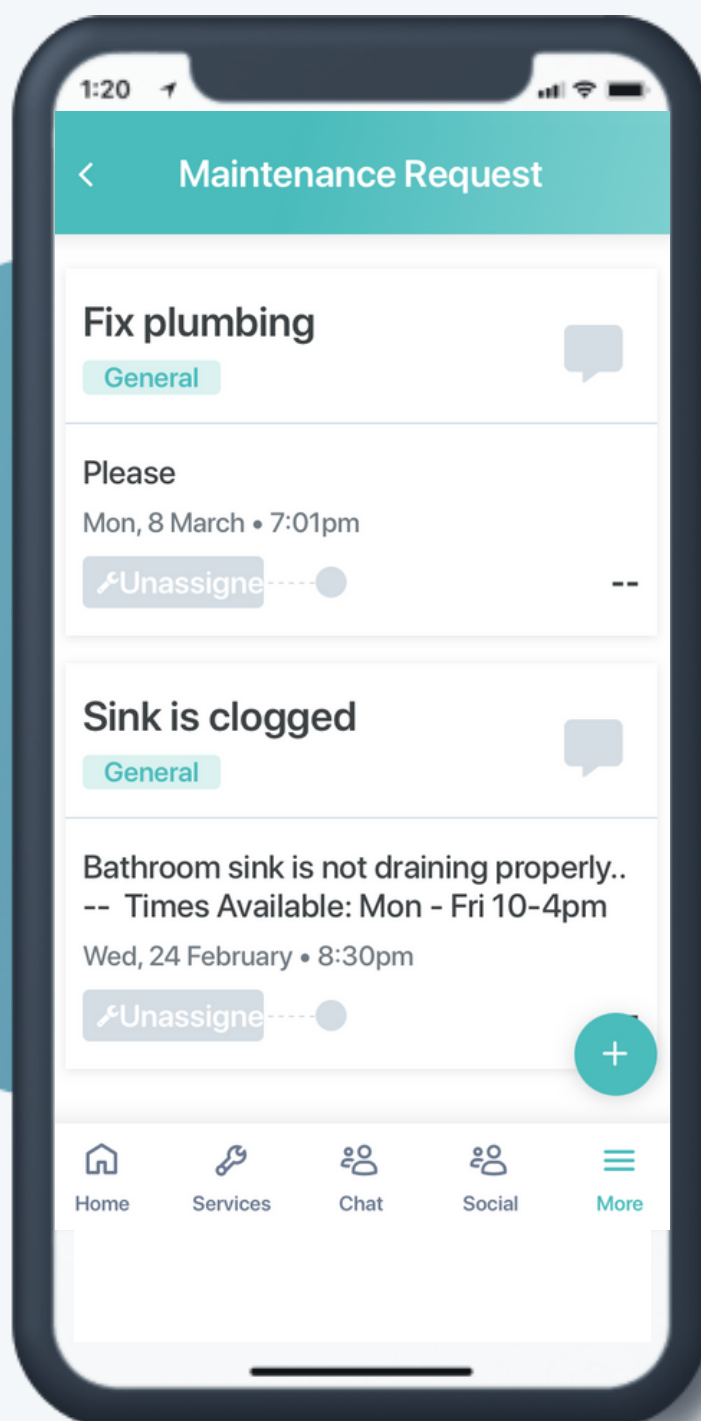 1:20
Maintenance Request
Fix plumbing
General
Please
Mon, 8 March • 7:01pm
Unassigne
--
Sink is clogged
General
Bathroom sink is not draining properly..
-- Times Available: Mon - Fri 10-4pm
Wed, 24 February • 8:30pm
Unassigne
+
Home Services Chat Social More